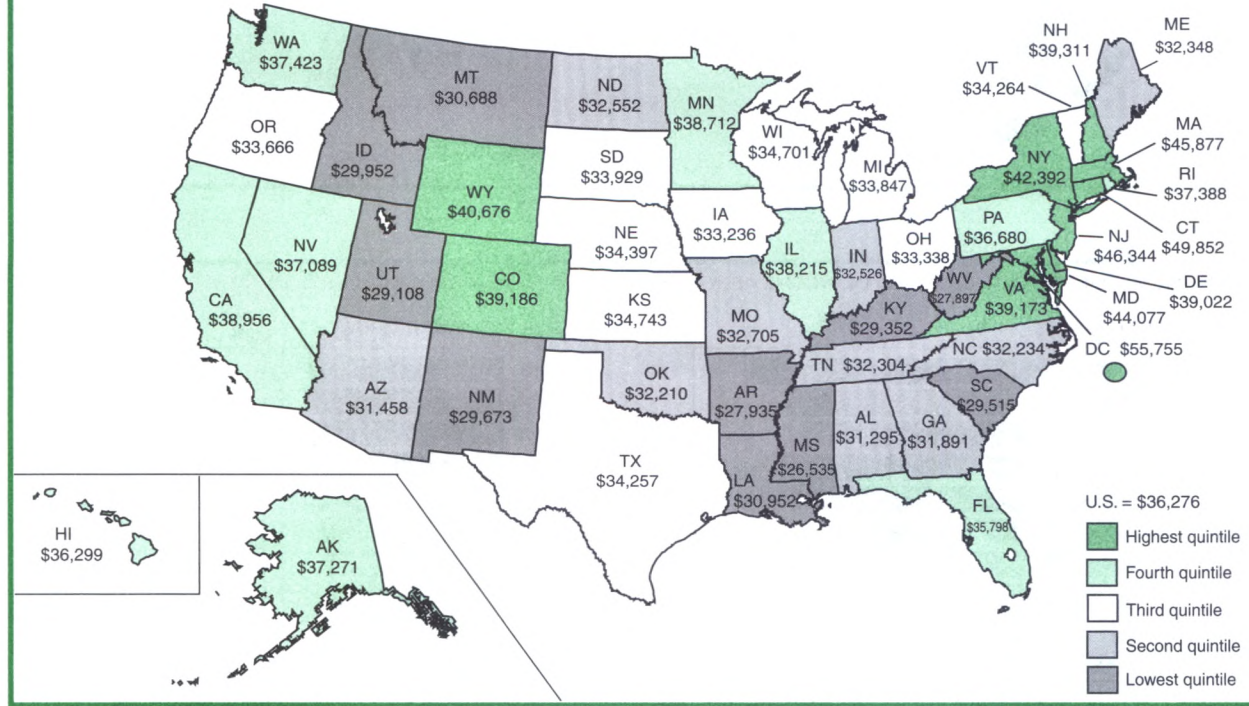 WA
$37,423
MT
$30,688
ND
$32,552
MN
$38,712
NH
$39,311
ME
$32,348
VT
$34,264
OR
$33,666
ID
$29,952
WY
$40,676
SD
$33,929
WI
$34,701
MI
$33,847
NY
$42,392
MA
$45,877
RI
$37,388
CT
$49,852
NJ
$46,344
DE
$39,022
MD
$44,077
DC $55,755
PA
$36,680
NV
$37,089
UT
$29,108
CO
$39,186
NE
$34,397
IA
$33,236
IL
$38,215
IN
$32,526
OH
$33,338
WV
$27,897
VA
$39,173
CA
$38,956
KS
$34,743
MO
$32,705
KY
$29,352
AZ
$31,458
NM
$29,673
OK
$32,210
AR
$27,935
TN $32,304
NC $32,234
SC
$29,515
TX
$34,257
LA
$30,952
MS
$26,535
AL
$31,295
GA
$31,891
FL
$35,798
HI
$36,299
AK
$37,271
U.S. = $36,276
Highest quintile
Fourth quintile
Third quintile
Second quintile
Lowest quintile